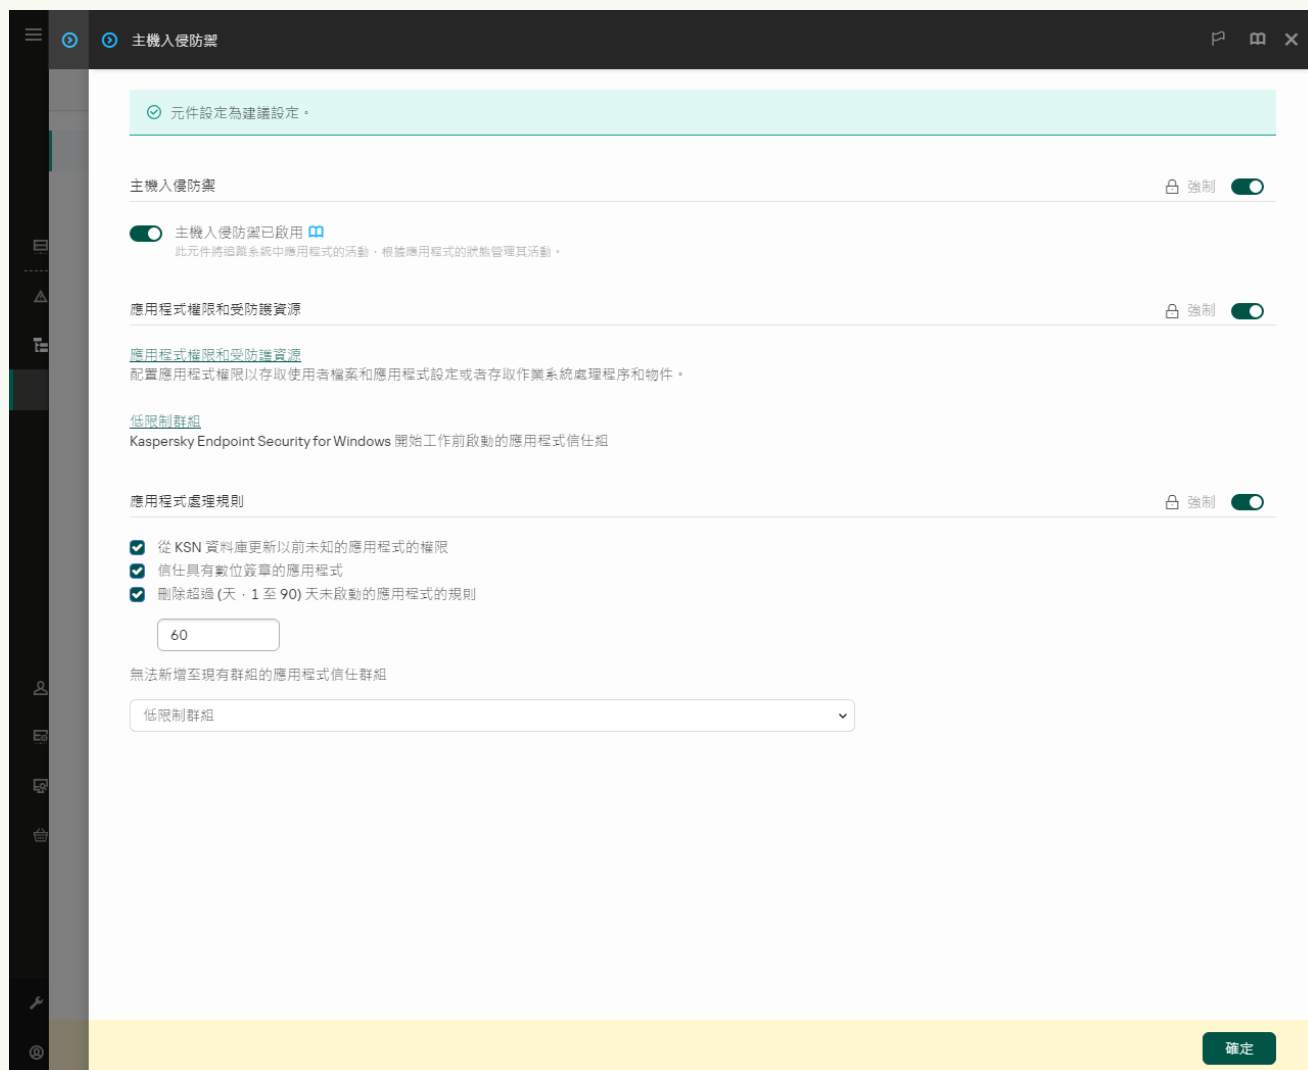 主機入侵防禦
元件設定為建議設定。
主機入侵防禦
強制
主機入侵防禦已啟用
此元件將追蹤系統中應用程式的活動，根據應用程式的狀態管理其活動。
應用程式權限和受防護資源
強制
應用程式權限和受防護資源
配置應用程式權限以存取使用者檔案和應用程式設定或者存取作業系統處理程序和物件。
低限制群組
Kaspersky Endpoint Security for Windows 開始工作前啟動的應用程式信任組
應用程式處理規則
強制
從 KSN 資料庫更新以前未知的應用程式的權限
信任具有數位簽章的應用程式
刪除超過 (天，1 至 90) 天未啟動的應用程式的規則
60
無法新增至現有群組的應用程式信任群組
低限制群組
確定